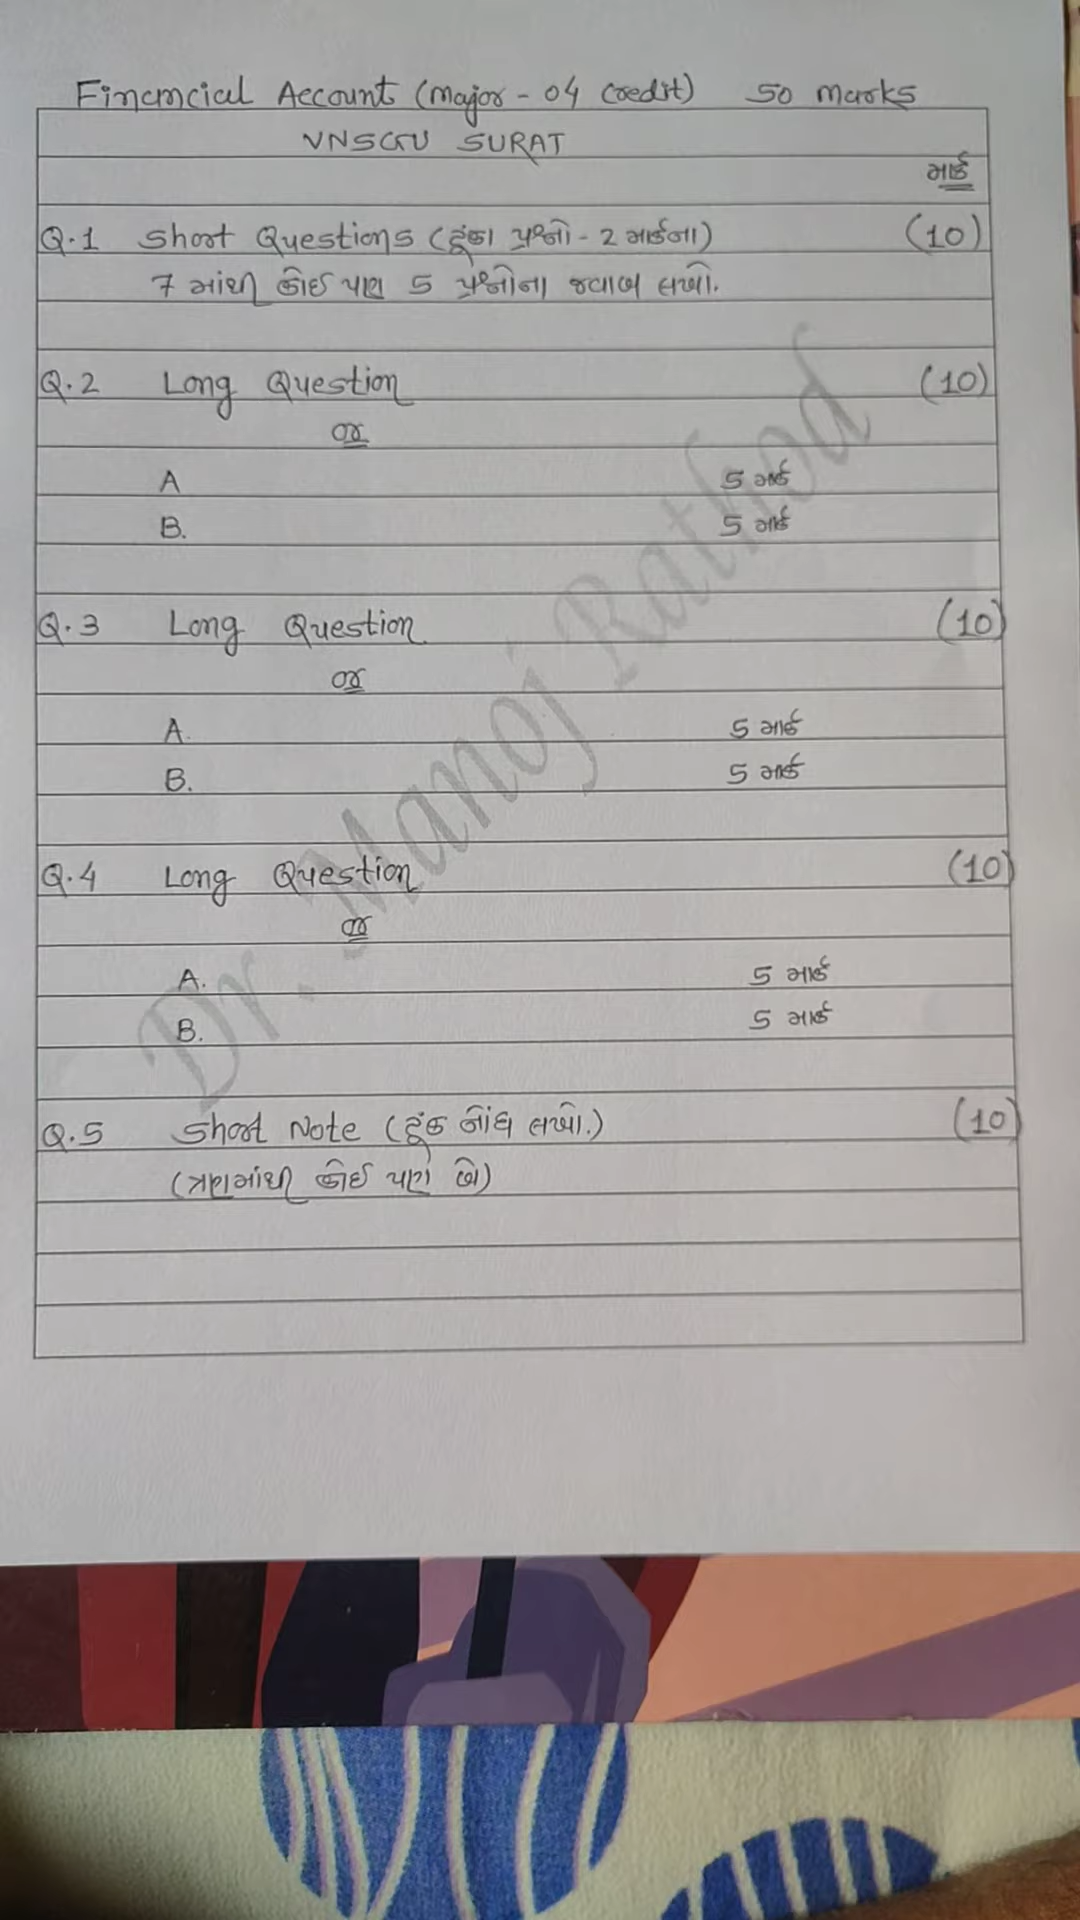 Financial Account (Major - 04 Credit) 50 Marks
VNSGU SURAT
માર્ક
Q.1 Short Questions (ટૂંકા પ્રશ્નો - 2 માર્કના) (10)
7 માંથી કોઈ પણ 5 પ્રશ્નોના જવાબ લખો.
Q.2 Long Question (10)
OR
A 5 માર્ક
B. 5 માર્ક
Q.3 Long Question (10)
OR
A. 5 માર્ક
B. 5 માર્ક
Q.4 Long Question (10)
OR
A. 5 માર્ક
B. 5 માર્ક
Q.5 Short Note (ટૂંક નોંધ લખો.) (10)
(ત્રણમાંથી કોઈ પણ બે)
Dr. Manoj Rathod